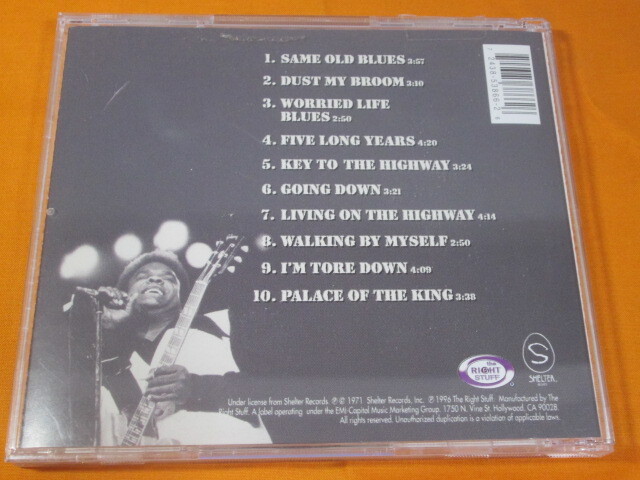 1. SAME OLD BLUES 3:57
2. DUST MY BROOM 3:10
3. WORRIED LIFE
BLUES 2:50
4. FIVE LONG YEARS 4:20
5. KEY TO THE HIGHWAY 3:24
6. GOING DOWN 3:21
7. LIVING ON THE HIGHWAY 4:14
8. WALKING BY MYSELF 2:50
9. I'M TORE DOWN 4:09
10. PALACE OF THE KING 3:38
the
RIGHT
STUFF
S
SHELTER
Under license from Shelter Records. ℗ © 1971 Shelter Records, Inc. ℗ 1996 The Right Stuff. Manufactured by The
Right Stuff. A Label operating under the EMI-Capitol Music Marketing Group. 1750 N. Vine St. Hollywood, CA 90028.
All rights reserved. Unauthorized duplication is a violation of applicable laws.